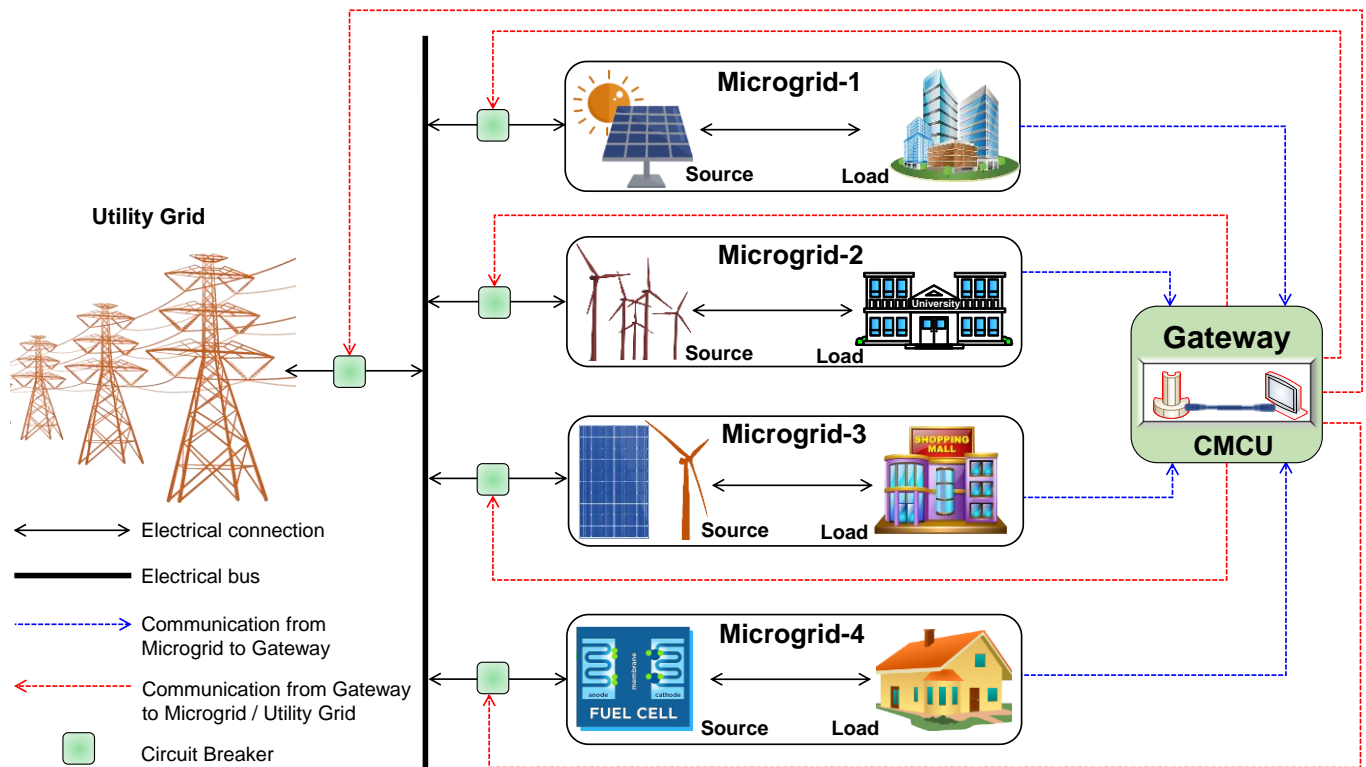 Microgrid-1
Source
Load
Utility Grid
Microgrid-2
University
Source
Load
Gateway
CMCU
Microgrid-3
SHOPPING
MALL
Source
Load
Electrical connection
Electrical bus
Communication from
Microgrid to Gateway
Communication from Gateway
to Microgrid / Utility Grid
Circuit Breaker
Microgrid-4
anode
membrane
cathode
FUEL CELL
Source
Load